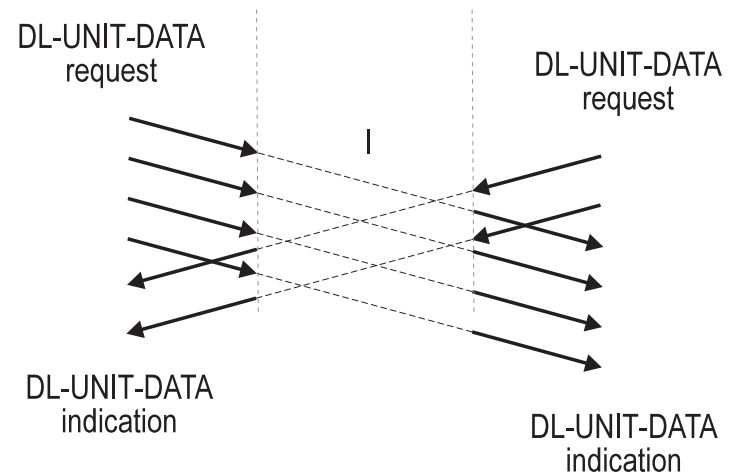 DL-UNIT-DATA
request
DL-UNIT-DATA
request
I
DL-UNIT-DATA
indication
DL-UNIT-DATA
indication